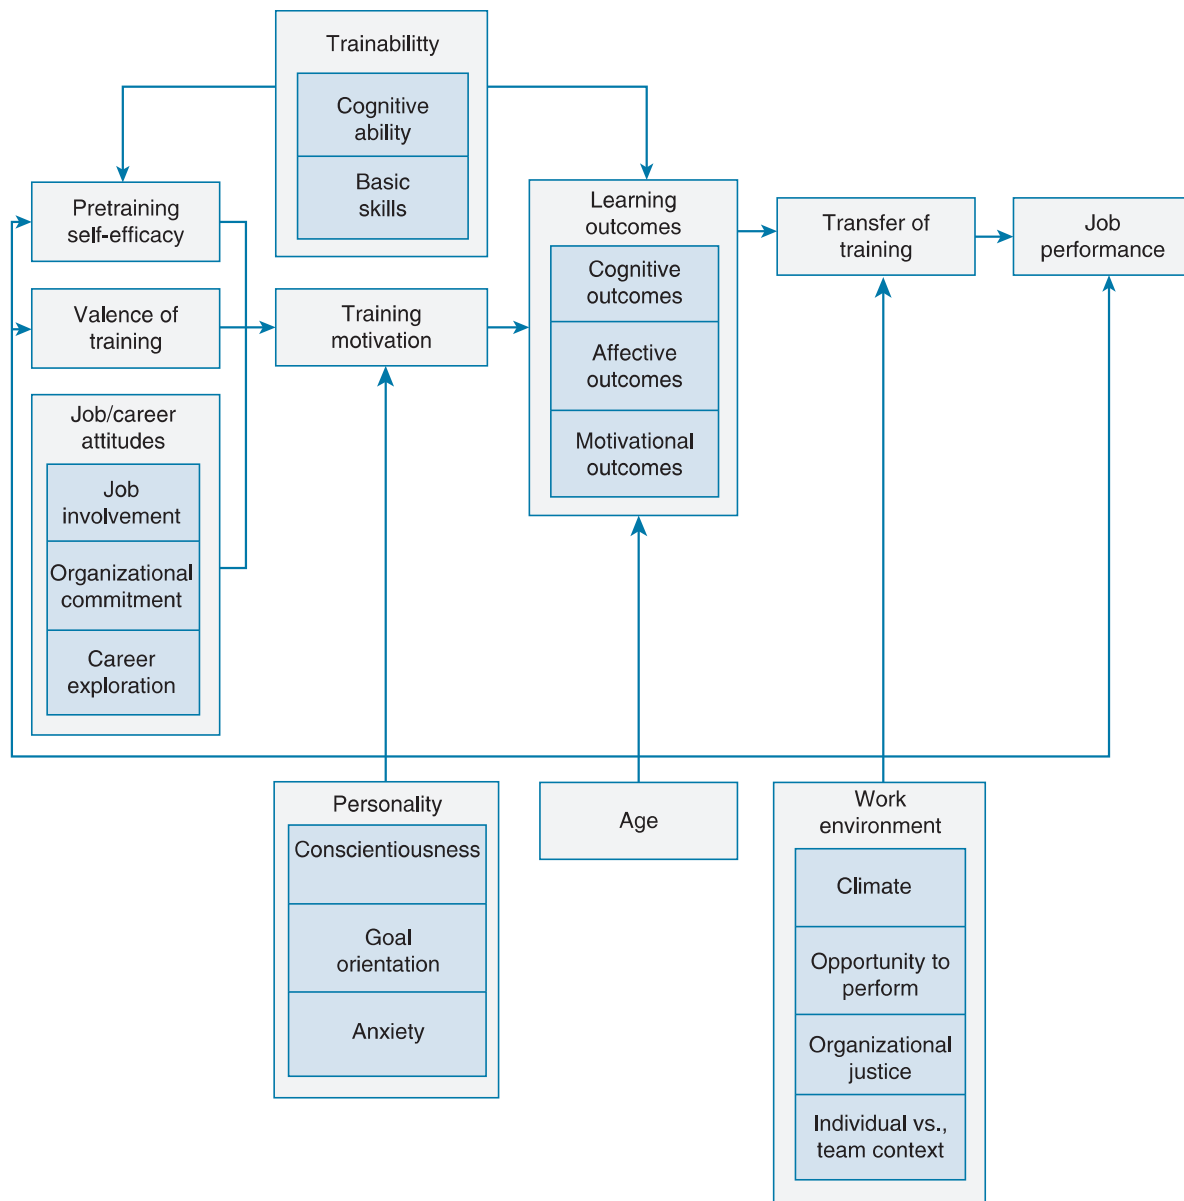 Trainabilitty
Cognitive
ability
Basic
skills
Pretraining
self-efficacy
Valence of
training
Job/career
attitudes
Job
involvement
Organizational
commitment
Career
exploration
Training
motivation
Learning
outcomes
Cognitive
outcomes
Affective
outcomes
Motivational
outcomes
Transfer of
training
Job
performance
Personality
Conscientiousness
Goal
orientation
Anxiety
Age
Work
environment
Climate
Opportunity to
perform
Organizational
justice
Individual vs.,
team context